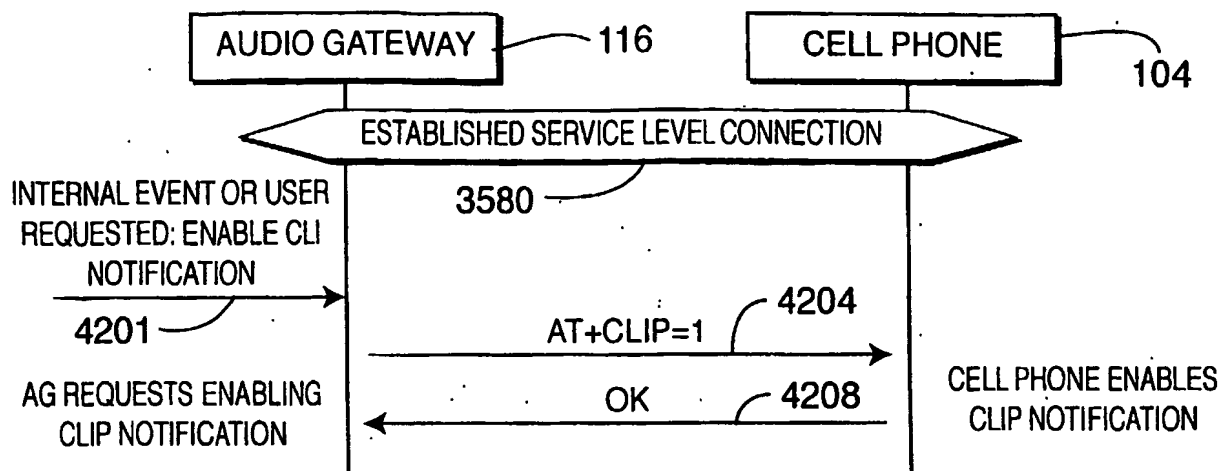 AUDIO GATEWAY
116
CELL PHONE
104
ESTABLISHED SERVICE LEVEL CONNECTION
3580
INTERNAL EVENT OR USER
REQUESTED: ENABLE CLI
NOTIFICATION
4201
AT+CLIP=1
4204
AG REQUESTS ENABLING
CLIP NOTIFICATION
OK
4208
CELL PHONE ENABLES
CLIP NOTIFICATION